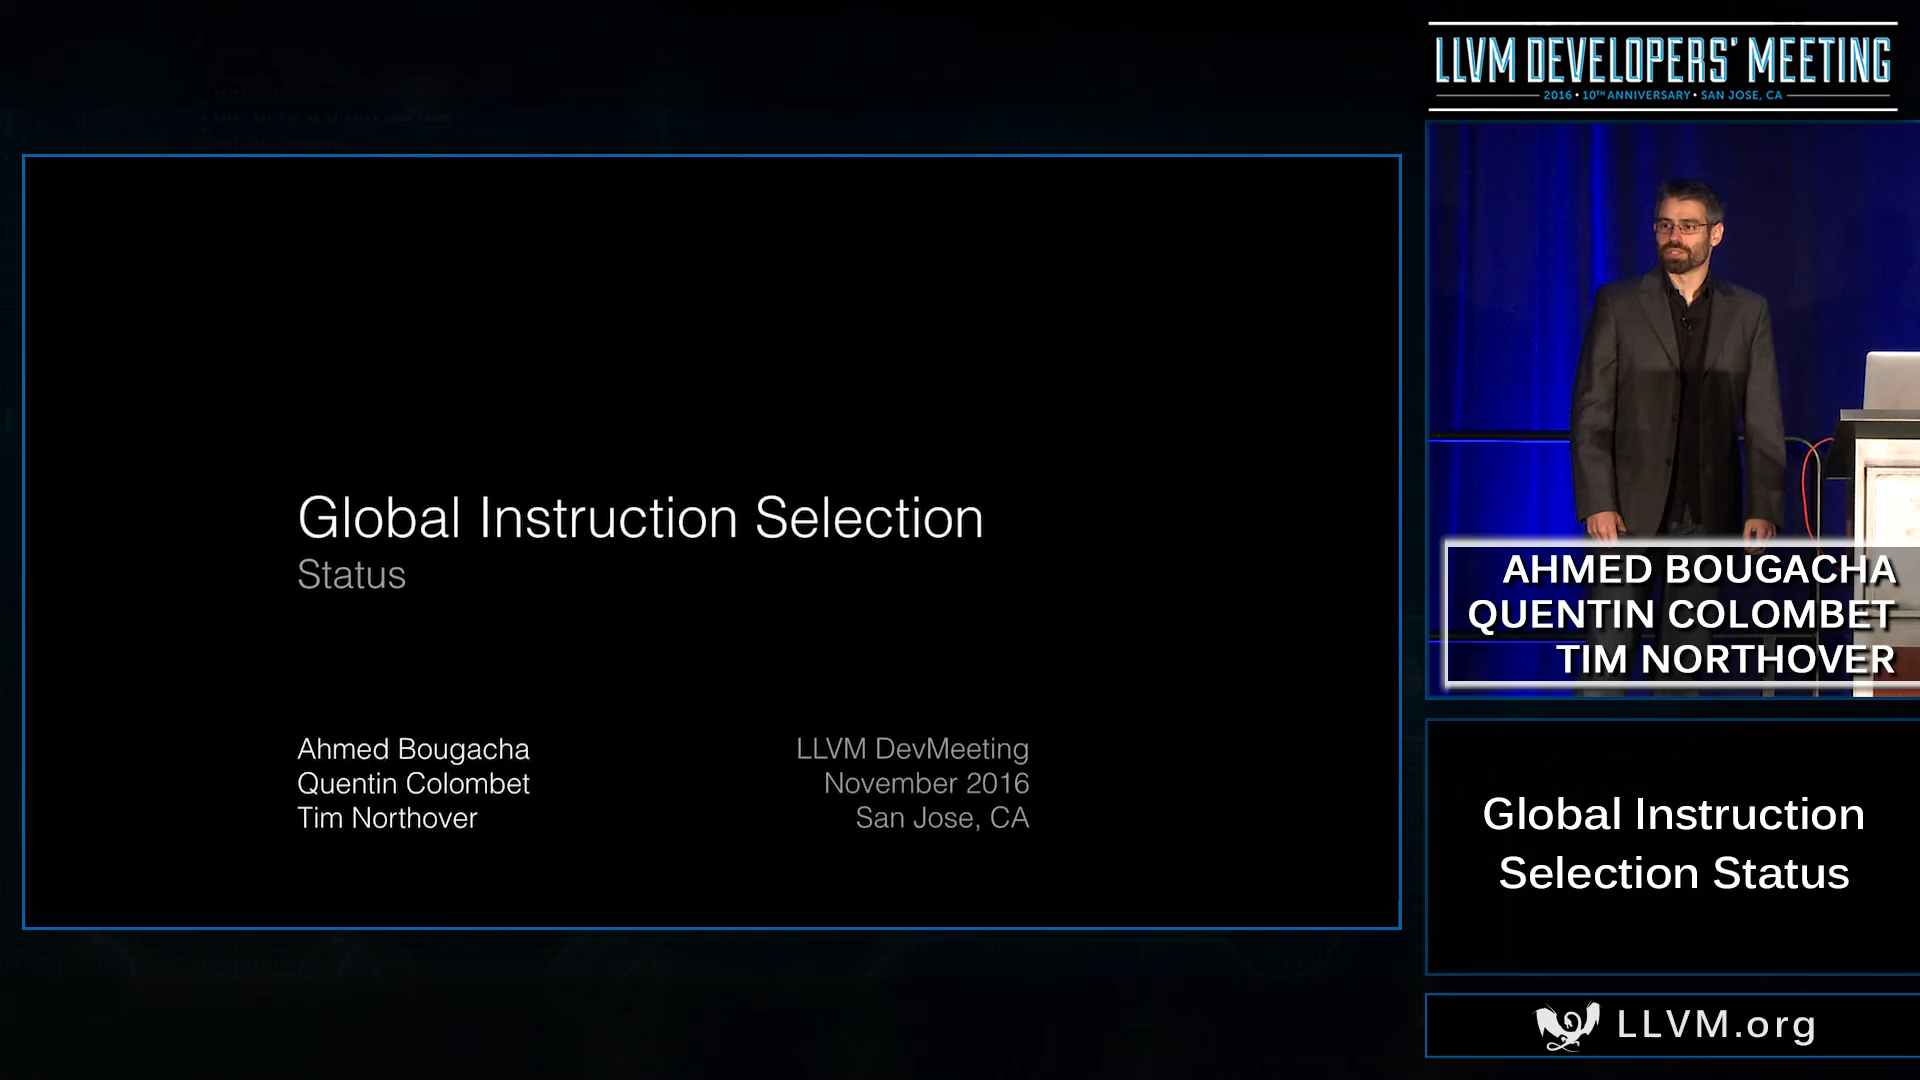 LLVM DEVELOPERS' MEETING
2016 • 10TH ANNIVERSARY • SAN JOSE, CA
Global Instruction Selection
Status
Ahmed Bougacha
Quentin Colombet
Tim Northover
LLVM DevMeeting
November 2016
San Jose, CA
AHMED BOUGACHA
QUENTIN COLOMBET
TIM NORTHOVER
Global Instruction
Selection Status
LLVM.org